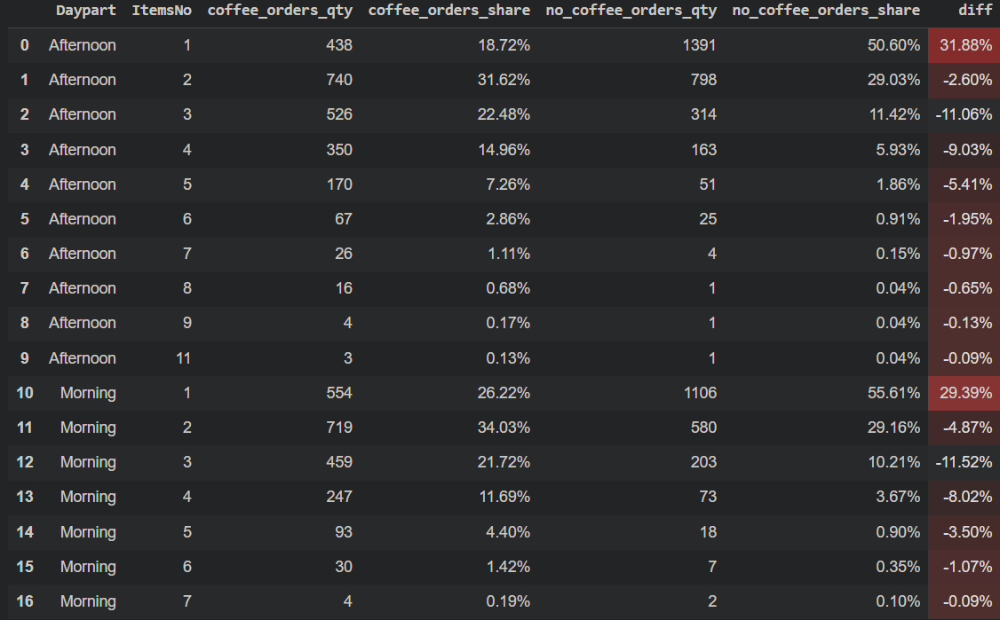 Daypart ItemsNo coffee_orders_qty coffee_orders_share no_coffee_orders_qty no_coffee_orders_share diff
0 Afternoon 1 438 18.72% 1391 50.60% 31.88%
1 Afternoon 2 740 31.62% 798 29.03% -2.60%
2 Afternoon 3 526 22.48% 314 11.42% -11.06%
3 Afternoon 4 350 14.96% 163 5.93% -9.03%
4 Afternoon 5 170 7.26% 51 1.86% -5.41%
5 Afternoon 6 67 2.86% 25 0.91% -1.95%
6 Afternoon 7 26 1.11% 4 0.15% -0.97%
7 Afternoon 8 16 0.68% 1 0.04% -0.65%
8 Afternoon 9 4 0.17% 1 0.04% -0.13%
9 Afternoon 11 3 0.13% 1 0.04% -0.09%
10 Morning 1 554 26.22% 1106 55.61% 29.39%
11 Morning 2 719 34.03% 580 29.16% -4.87%
12 Morning 3 459 21.72% 203 10.21% -11.52%
13 Morning 4 247 11.69% 73 3.67% -8.02%
14 Morning 5 93 4.40% 18 0.90% -3.50%
15 Morning 6 30 1.42% 7 0.35% -1.07%
16 Morning 7 4 0.19% 2 0.10% -0.09%